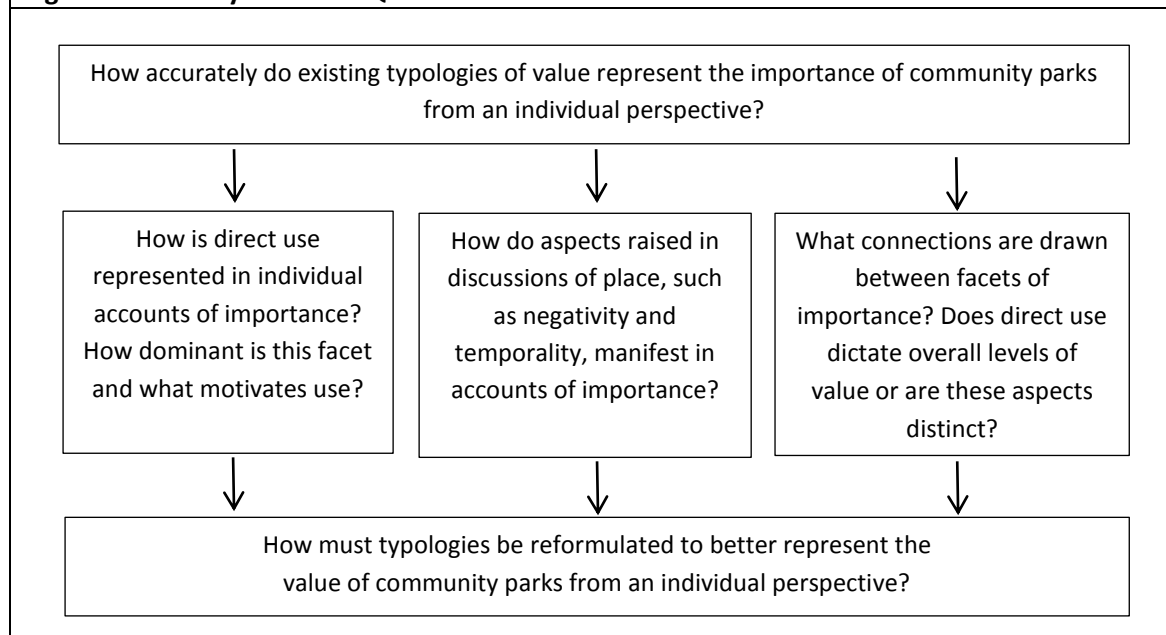 How accurately do existing typologies of value represent the importance of community parks
from an individual perspective?
How is direct use
represented in individual
accounts of importance?
How dominant is this facet
and what motivates use?
How do aspects raised in
discussions of place, such
as negativity and
temporality, manifest in
accounts of importance?
What connections are drawn
between facets of
importance? Does direct use
dictate overall levels of
value or are these aspects
distinct?
How must typologies be reformulated to better represent the
value of community parks from an individual perspective?